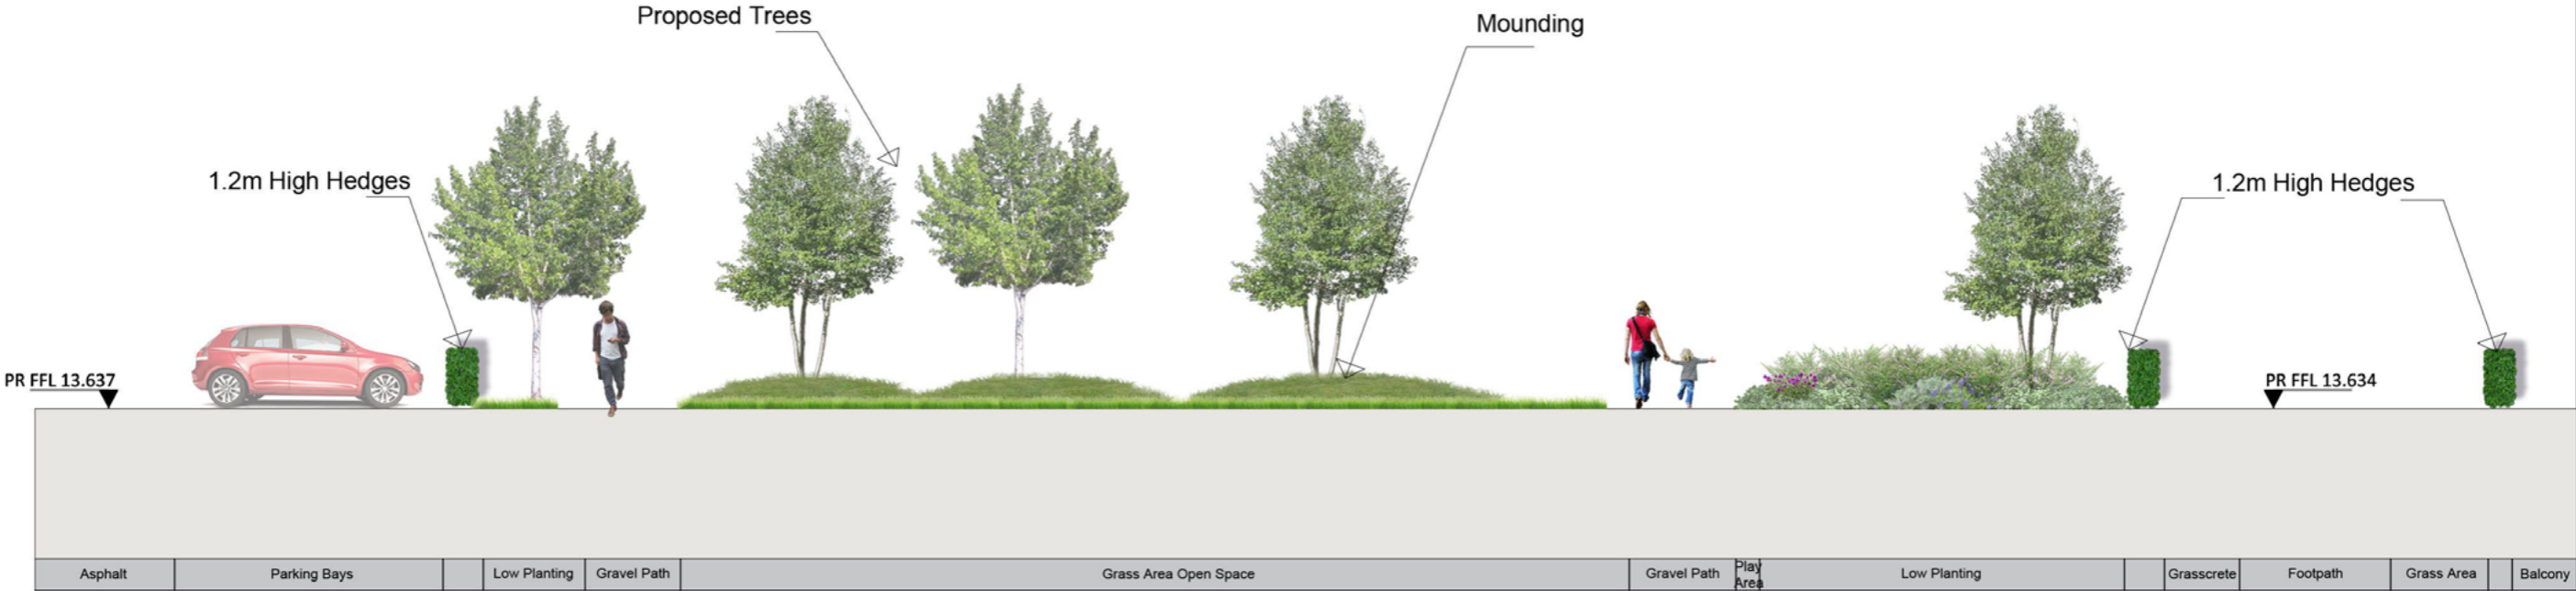 Proposed Trees
Mounding
1.2m High Hedges
1.2m High Hedges
PR FFL 13.637
PR FFL 13.634
Asphalt
Parking Bays
Low Planting
Gravel Path
Grass Area Open Space
Gravel Path
Play
Area
Low Planting
Grasscrete
Footpath
Grass Area
Balcony